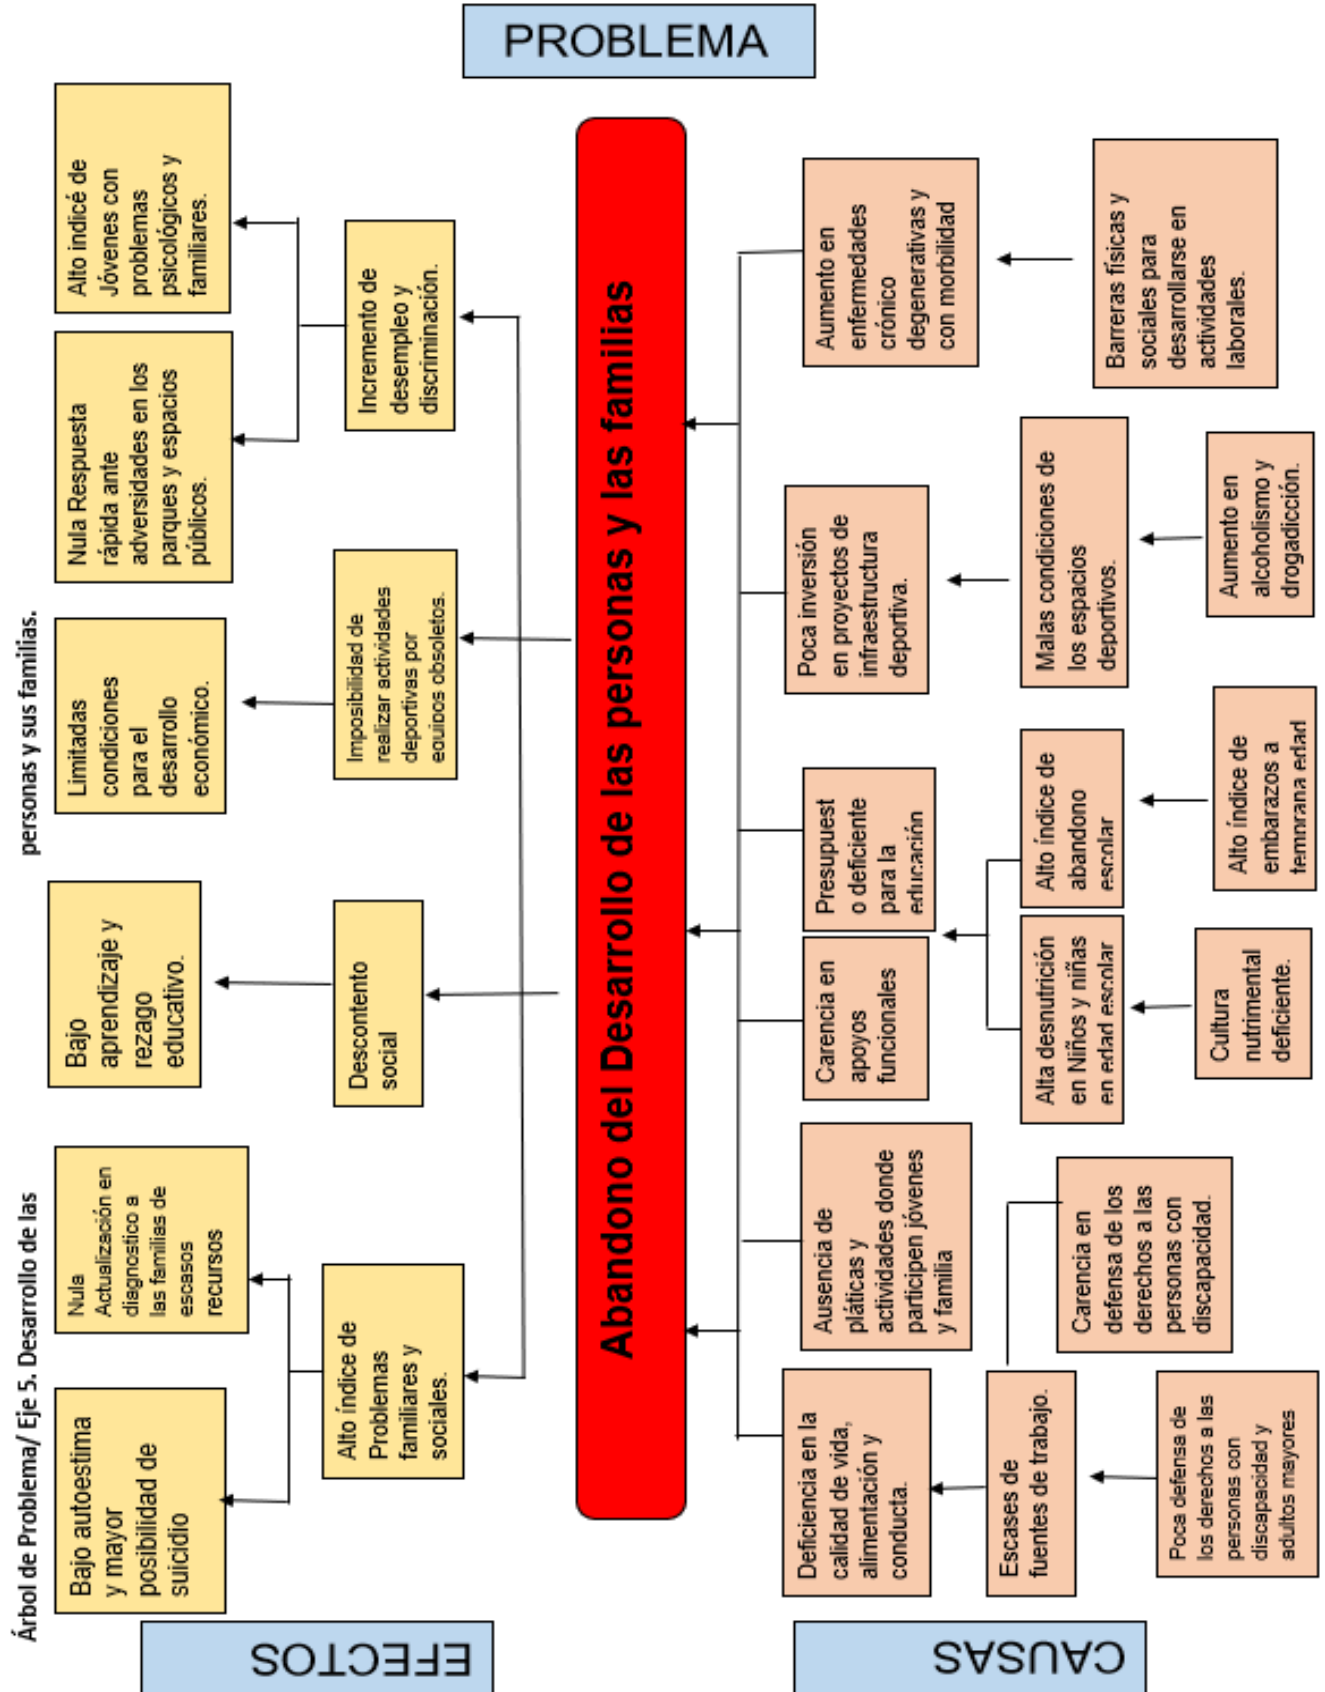 Árbol de Problema/ Eje 5. Desarrollo de las
personas y sus familias.
EFECTOS
Bajo autoestima
y mayor
posibilidad de
suicidio
Nula
Actualización en
diagnostico a
las familias de
escasos
recursos
Bajo
aprendizaje y
rezago
educativo.
Limitadas
condiciones
para el
desarrollo
económico.
Nula Respuesta
rápida ante
adversidades en los
parques y espacios
públicos.
Alto indicé de
Jóvenes con
problemas
psicológicos y
familiares.
Alto índice de
Problemas
familiares y
sociales.
Descontento
social
Imposibilidad de
realizar actividades
deportivas por
equipos obsoletos.
Incremento de
desempleo y
discriminación.
PROBLEMA
Abandono del Desarrollo de las personas y las familias
CAUSAS
Deficiencia en la
calidad de vida,
alimentación y
conducta.
Ausencia de
pláticas y
actividades donde
participen jóvenes
y familia
Carencia en
apoyos
funcionales
Presupuest
o deficiente
para la
educación
Poca inversión
en proyectos de
infraestructura
deportiva.
Aumento en
enfermedades
crónico
degenerativas y
con morbilidad
Escases de
fuentes de trabajo.
Carencia en
defensa de los
derechos a las
personas con
discapacidad.
Alta desnutrición
en Niños y niñas
en edad escolar
Alto índice de
abandono
escolar
Malas condiciones de
los espacios
deportivos.
Barreras físicas y
sociales para
desarrollarse en
actividades
laborales.
Poca defensa de
los derechos a las
personas con
discapacidad y
adultos mayores
Cultura
nutrimental
deficiente.
Alto índice de
embarazos a
temprana edad
Aumento en
alcoholismo y
drogadicción.